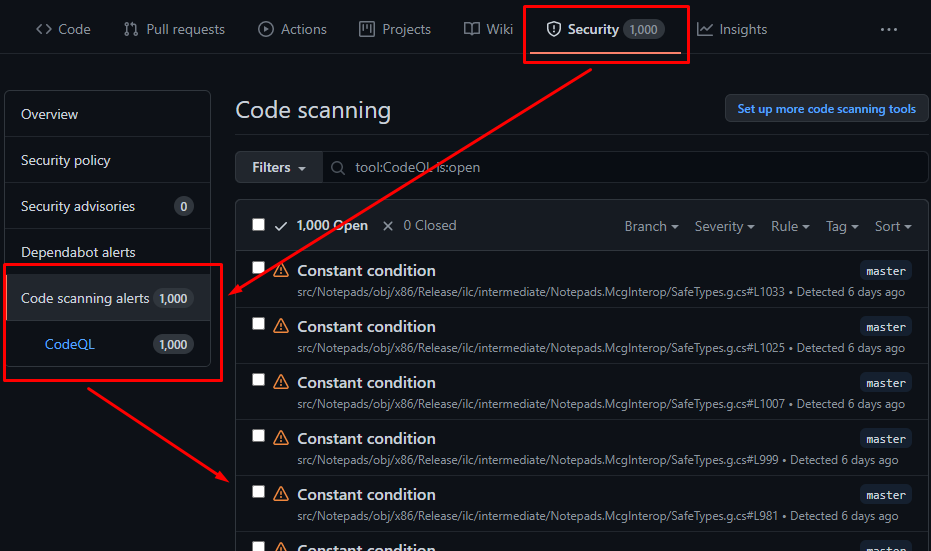 Code Pull requests Actions Projects Wiki Security 1,000 Insights ...
Overview
Security policy
Security advisories 0
Dependabot alerts
Code scanning alerts 1,000
CodeQL 1,000
Code scanning
Set up more code scanning tools
Filters tool:CodeQL is:open
1,000 Open 0 Closed Branch Severity Rule Tag Sort
Constant condition master
src/Notepads/obj/x86/Release/ilc/intermediate/Notepads.McgInterop/SafeTypes.g.cs#L1033 • Detected 6 days ago
Constant condition master
src/Notepads/obj/x86/Release/ilc/intermediate/Notepads.McgInterop/SafeTypes.g.cs#L1025 • Detected 6 days ago
Constant condition master
src/Notepads/obj/x86/Release/ilc/intermediate/Notepads.McgInterop/SafeTypes.g.cs#L1007 • Detected 6 days ago
Constant condition master
src/Notepads/obj/x86/Release/ilc/intermediate/Notepads.McgInterop/SafeTypes.g.cs#L999 • Detected 6 days ago
Constant condition master
src/Notepads/obj/x86/Release/ilc/intermediate/Notepads.McgInterop/SafeTypes.g.cs#L981 • Detected 6 days ago
Constant condition master